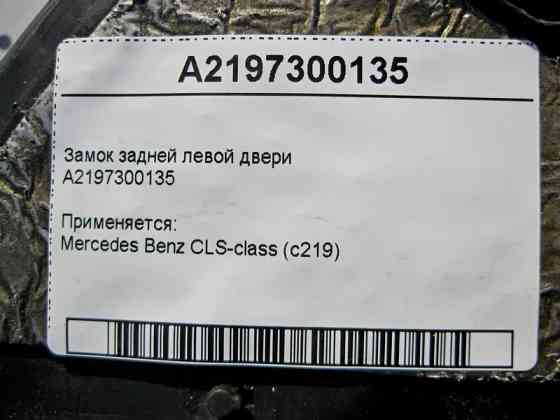 A2197300135
Замок задней левой двери
A2197300135
Применяется:
Mercedes Benz CLS-class (c219)